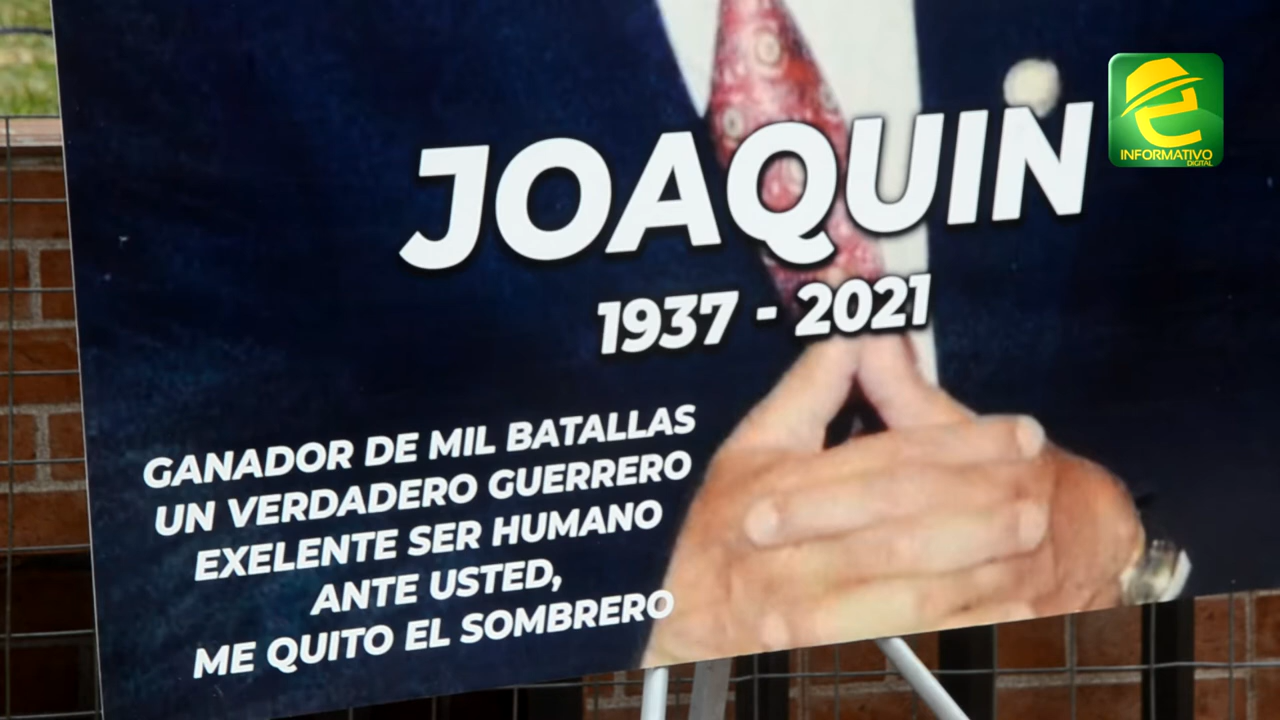 JOAQUIN
1937 - 2021
GANADOR DE MIL BATALLAS
UN VERDADERO GUERRERO
EXELENTE SER HUMANO
ANTE USTED,
ME QUITO EL SOMBRERO
e
INFORMATIVO
DIGITAL